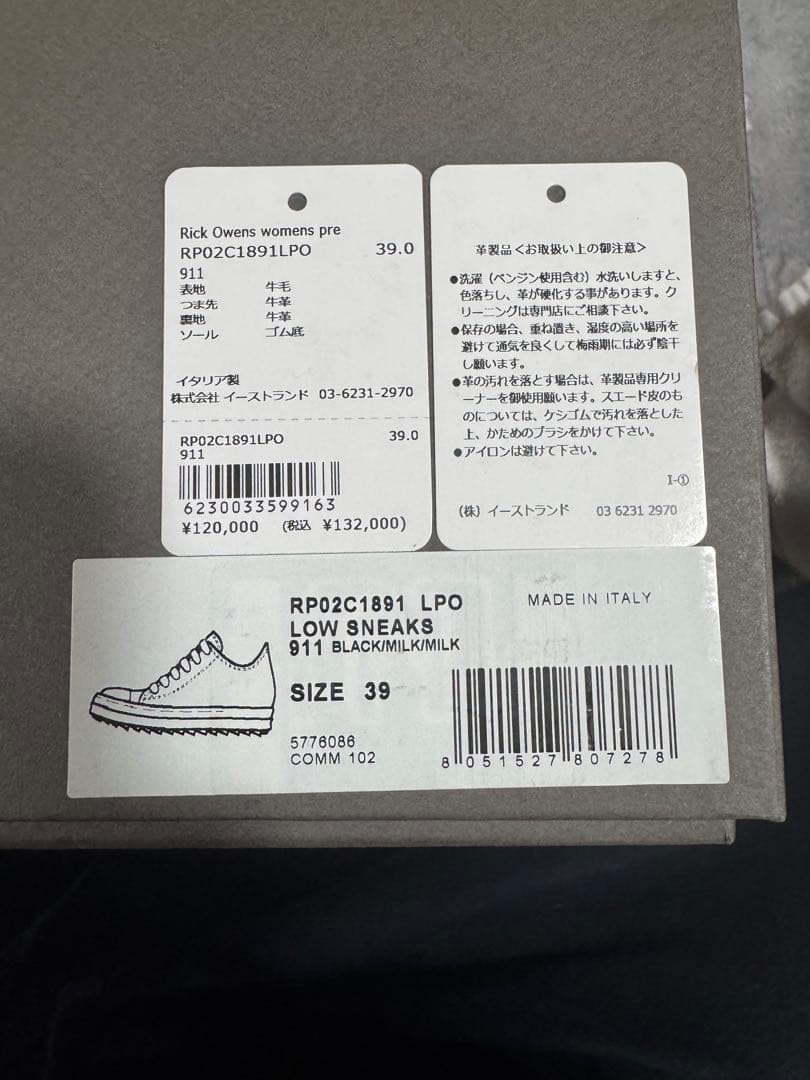 Rick Owens womens pre
RP02C1891LPO 39.0
911
表地 牛毛
つま先 牛革
裏地 牛革
ソール ゴム底
イタリア製
株式会社 イーストランド 03-6231-2970
RP02C1891LPO 39.0
911
6230033599163
¥120,000 (税込 ¥132,000)
革製品<お取扱い上の御注意>
●洗濯(ベンジン使用含む)水洗いしますと、
色落ちし、革が硬化する事があります。ク
リーニングは専門店にご相談下さい。
●保存の場合、重ね置き、湿度の高い場所を
避けて通気を良くして梅雨期には必ず陰干
し願います。
●革の汚れを落とす場合は、革製品専用クリ
ーナーを御使用願います。スエード皮のも
のについては、ケシゴムで汚れを落とした
上、かためのブラシをかけて下さい。
●アイロンは避けて下さい。
I-①
(株) イーストランド 03 6231 2970
RP02C1891 LPO
MADE IN ITALY
LOW SNEAKS
911 BLACK/MILK/MILK
SIZE 39
5776086
COMM 102
8 051527 807278